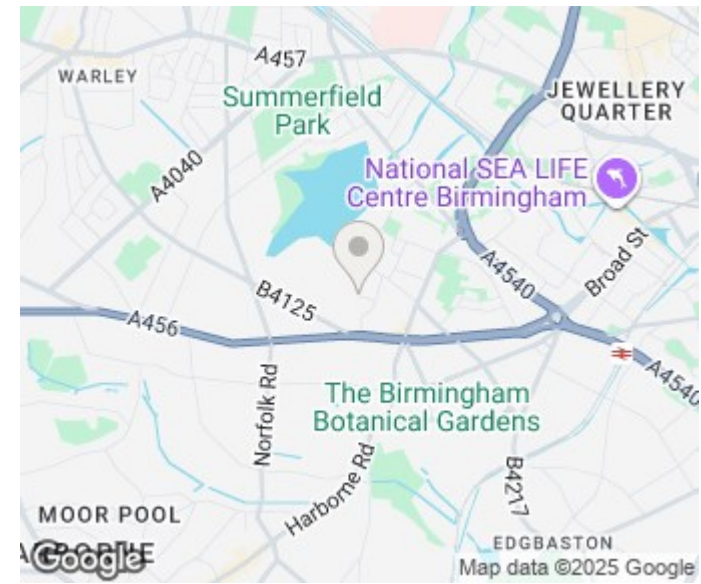 A457
WARLEY
Summerfield
Park
JEWELLERY
QUARTER
A4040
National SEA LIFE
Centre Birmingham
Broad St
A4540
B4125
A456
A4540
Norfolk Rd
The Birmingham
Botanical Gardens
Harborne Rd
B4217
MOOR POOL
EDGBASTON
Google
Map data ©2025 Google